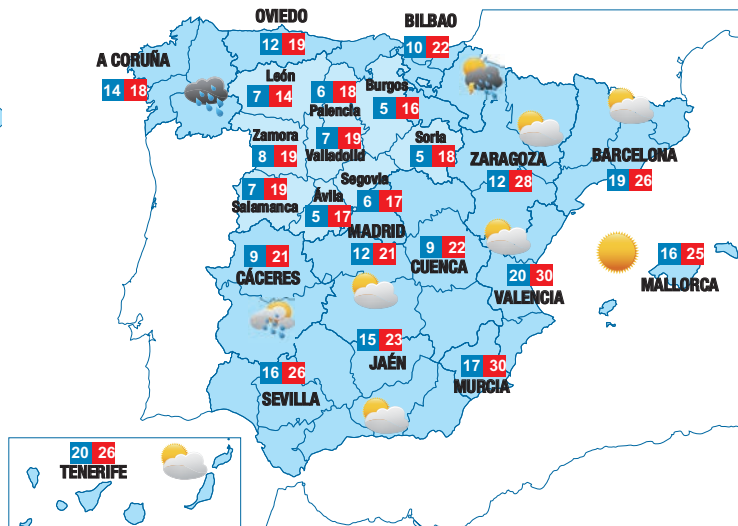 OVIEDO
12 19
BILBAO
10 22
A CORUÑA
14 18
León
7 14
6 18
Palencia
Burgos
5 16
Zamora
8 19
7 19
Valladolid
Soria
5 18
ZARAGOZA
12 28
BARCELONA
19 26
7 19
Salamanca
Ávila
5 17
Segovia
6 17
MADRID
12 21
9 22
CUENCA
9 21
CÁCERES
20 30
VALENCIA
16 25
MALLORCA
15 23
JAÉN
17 30
MURCIA
16 26
SEVILLA
20 26
TENERIFE